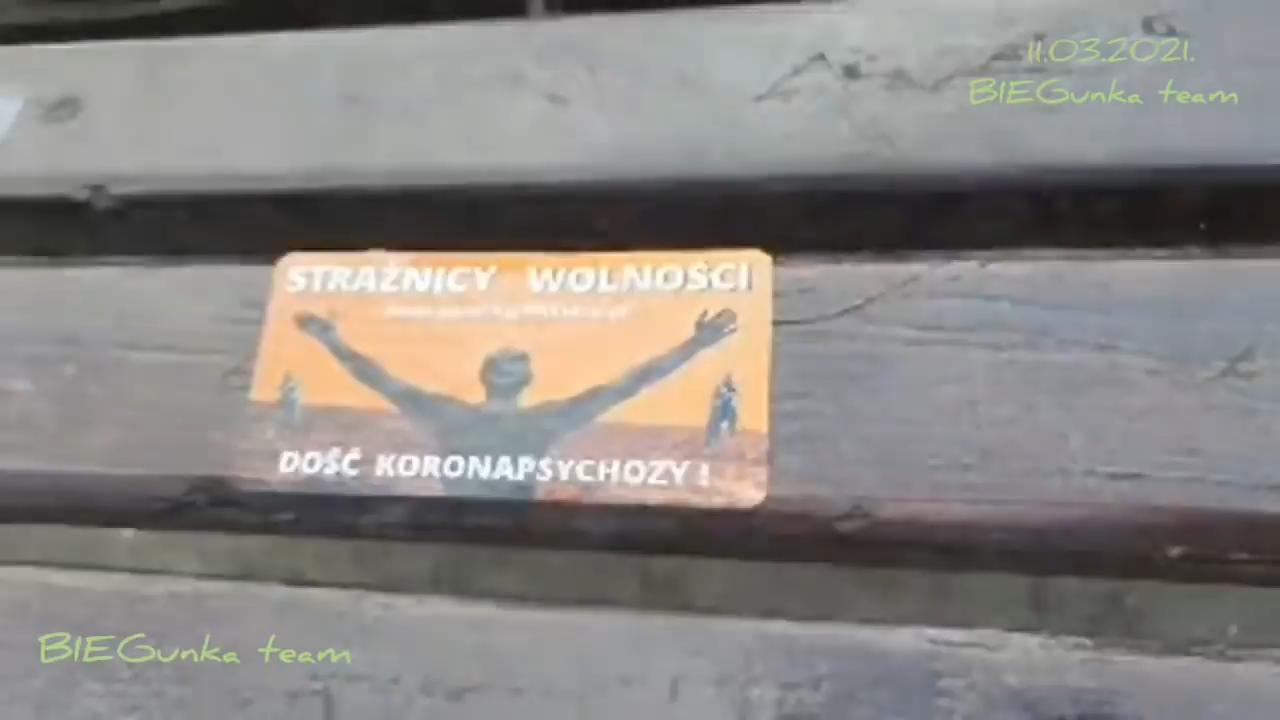 11.03.2021.
BIEGunka team
STRAŻNICY WOLNOŚCI
DOŚĆ KORONAPSYCHOZY !
BIEGunka team